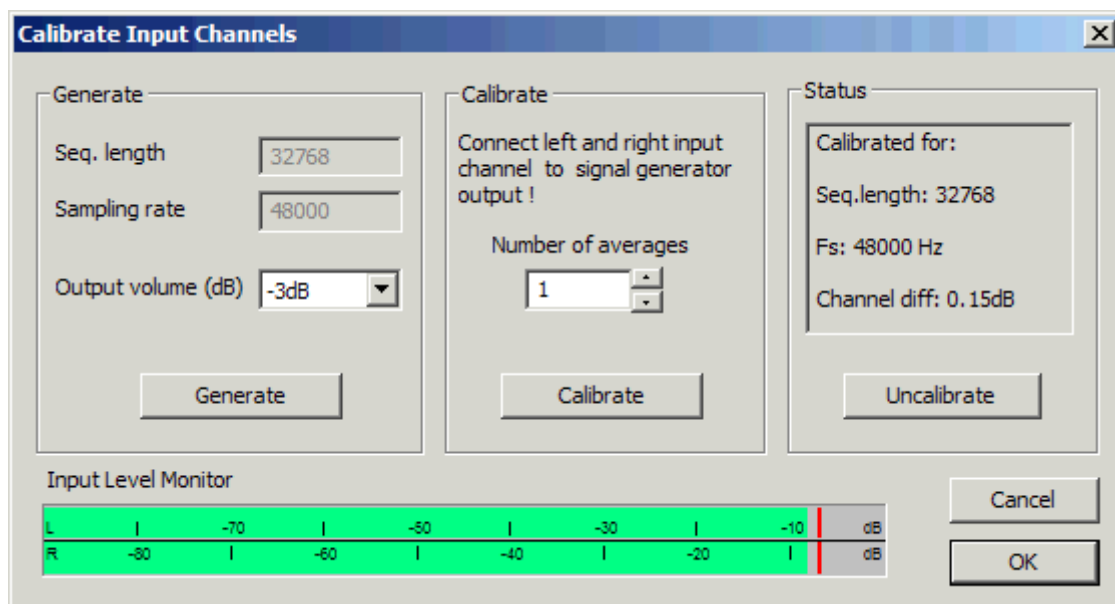 Calibrate Input Channels
Generate
Seq. length
32768
Sampling rate
48000
Output volume (dB)
-3dB
Generate
Calibrate
Connect left and right input
channel to signal generator
output !
Number of averages
1
Calibrate
Status
Calibrated for:
Seq.length: 32768
Fs: 48000 Hz
Channel diff: 0.15dB
Uncalibrate
Input Level Monitor
L -70 -50 -30 -10 dB
R -80 -60 -40 -20 dB
Cancel
OK